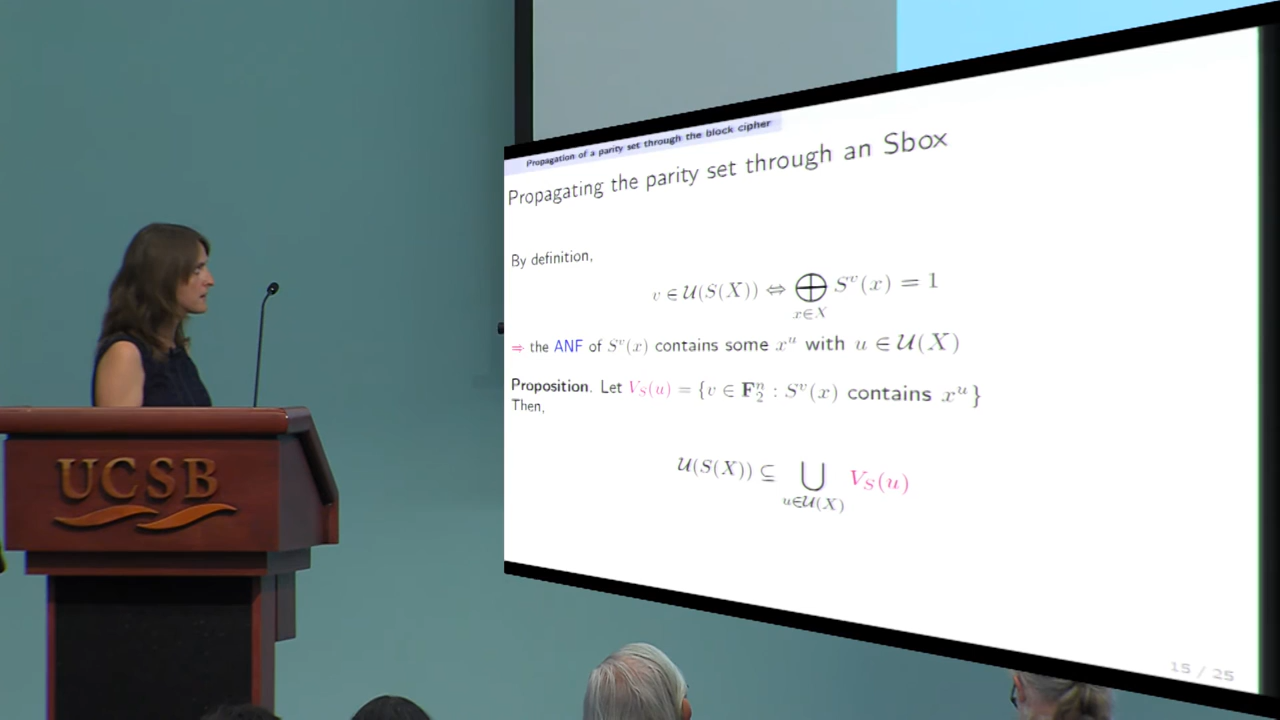 Propagation of a parity set through the block cipher
Propagating the parity set through an Sbox
By definition,
v ∈ 𝒰(S(X)) ⇔ ⨁_{x∈X} S^v(x) = 1
⇒ the ANF of S^v(x) contains some x^u with u ∈ 𝒰(X)
Proposition. Let V_S(u) = {v ∈ F_2^n : S^v(x) contains x^u}
Then,
𝒰(S(X)) ⊆ ⋃_{u∈𝒰(X)} V_S(u)
15 / 25
UCSB